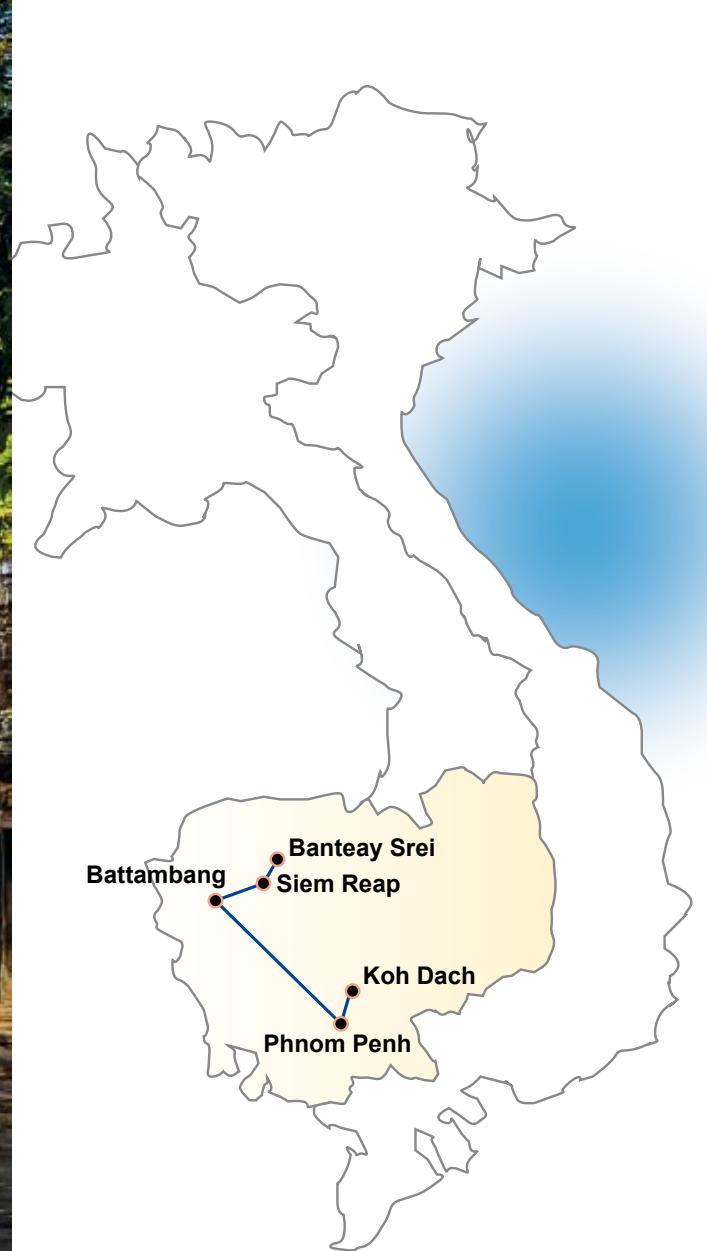 Banteay Srei
Battambang
Siem Reap
Koh Dach
Phnom Penh